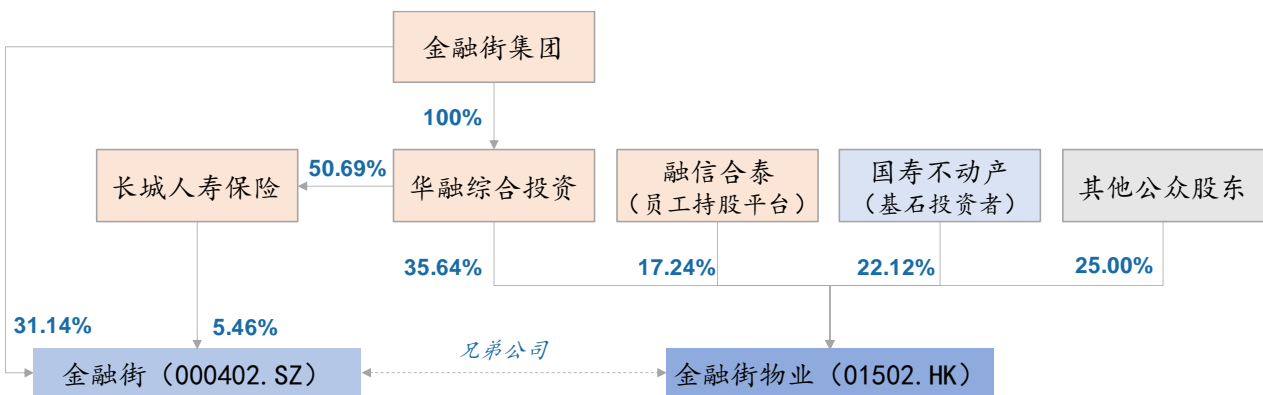 金融街集团
100%
50.69%
长城人寿保险
华融综合投资
融信合泰
（员工持股平台）
国寿不动产
（基石投资者）
其他公众股东
35.64%
17.24%
22.12%
25.00%
31.14%
5.46%
兄弟公司
金融街（000402.SZ）
金融街物业（01502.HK）